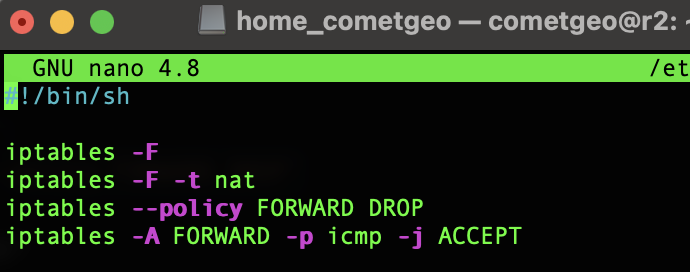 home_cometgeo — cometgeo@r2: ~
GNU nano 4.8 /et
#!/bin/sh
iptables -F
iptables -F -t nat
iptables --policy FORWARD DROP
iptables -A FORWARD -p icmp -j ACCEPT